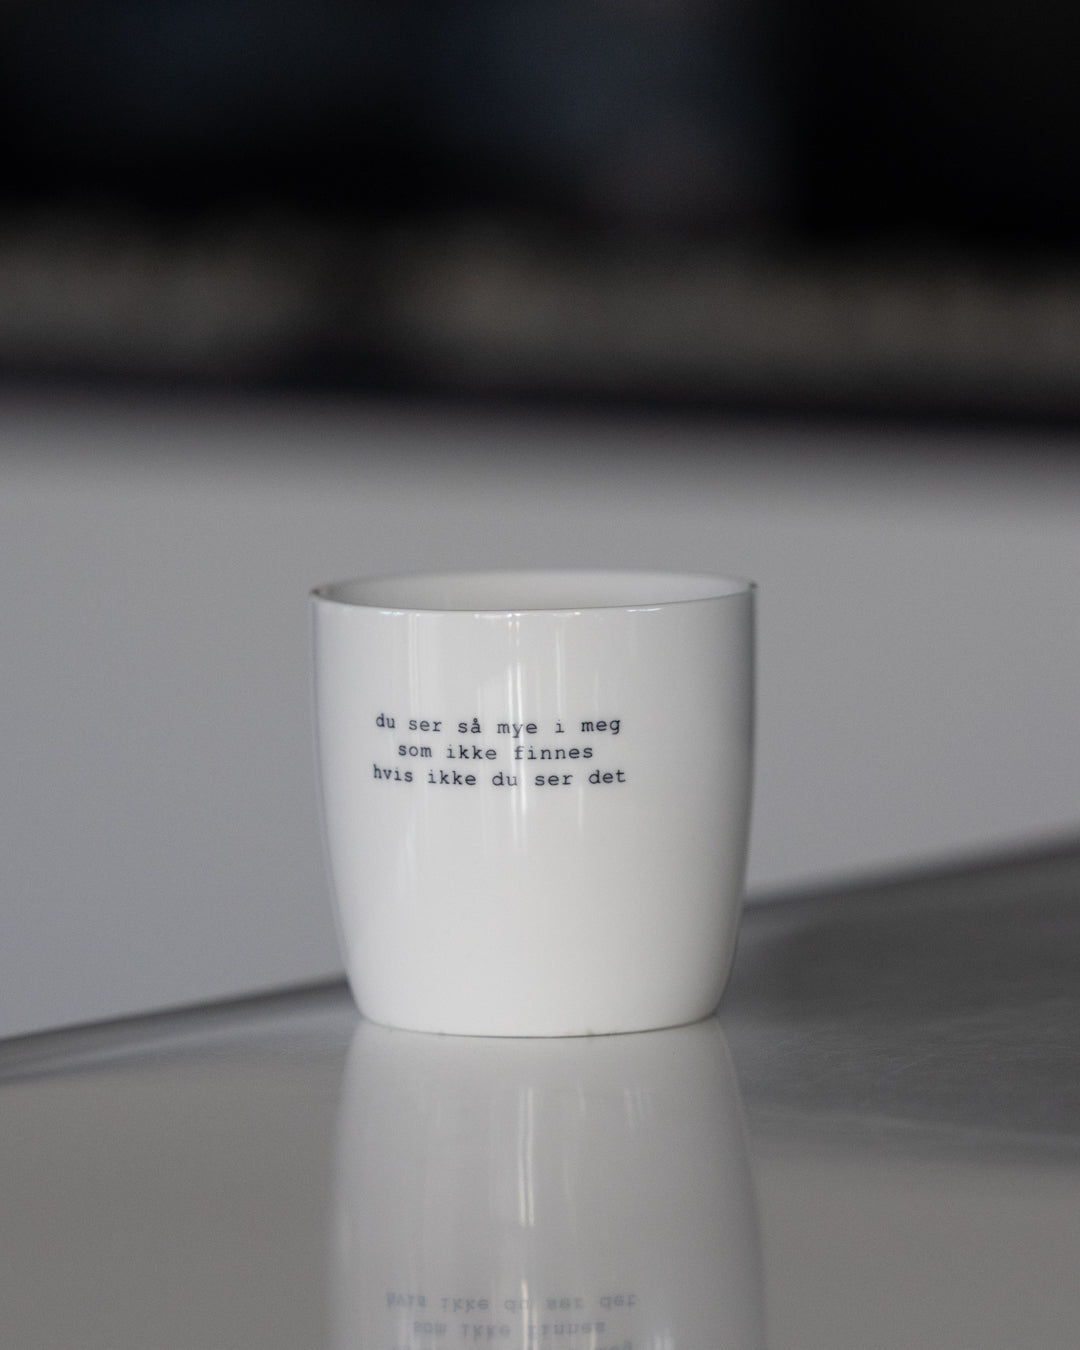 du ser så mye i meg
som ikke finnes
hvis ikke du ser det